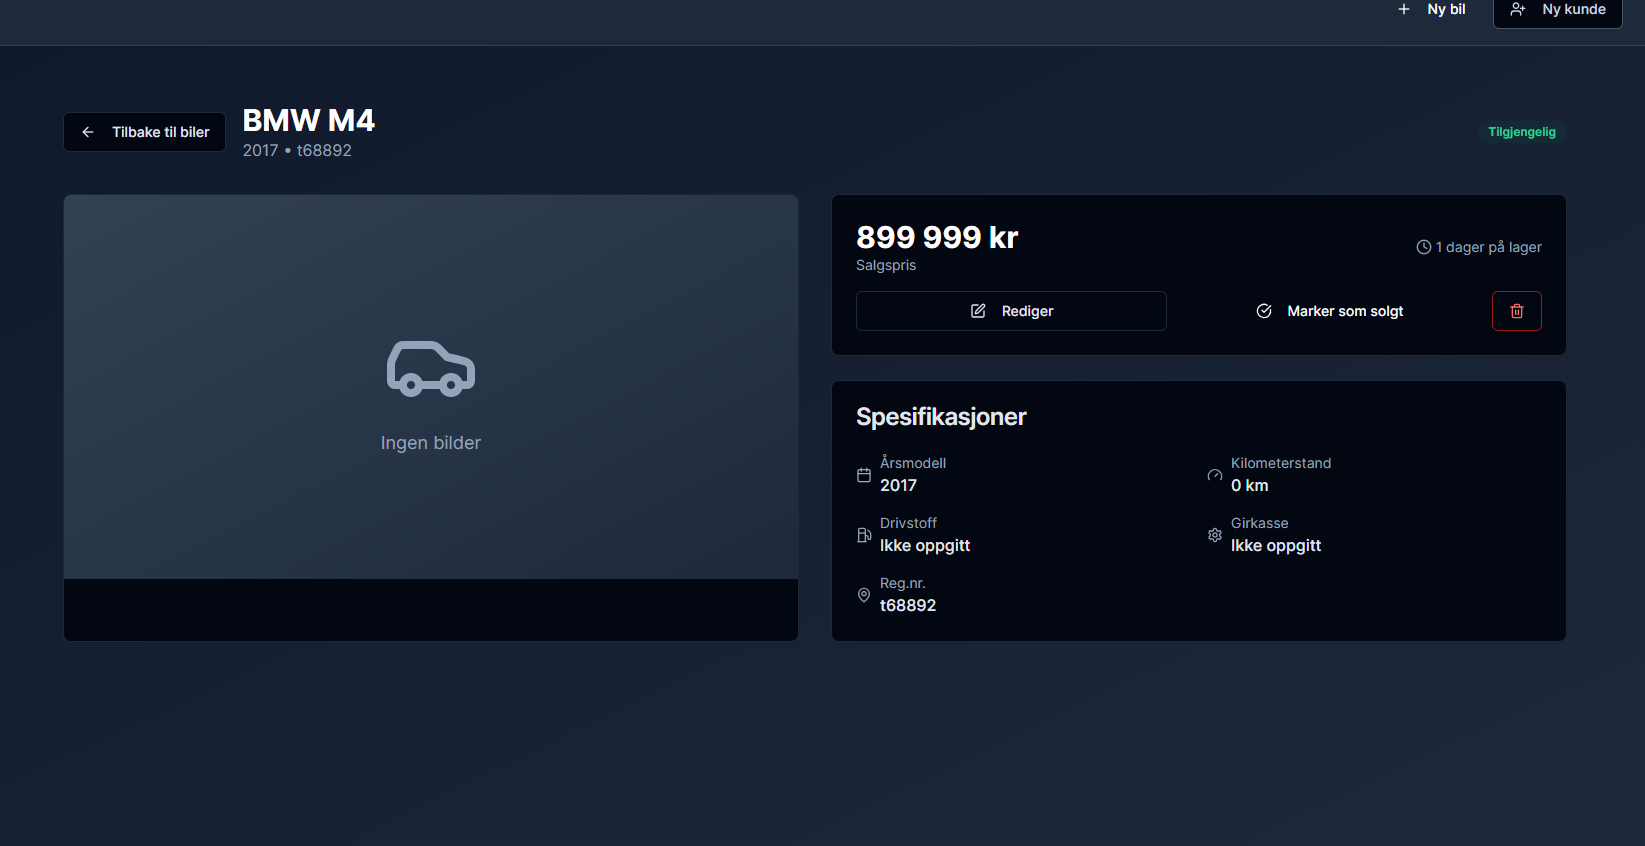 Ny bil
Ny kunde
Tilbake til biler
BMW M4
2017 • t68892
Tilgjengelig
Ingen bilder
899 999 kr
Salgspris
1 dager på lager
Rediger
Marker som solgt
Spesifikasjoner
Årsmodell
2017
Kilometerstand
0 km
Drivstoff
Ikke oppgitt
Girkasse
Ikke oppgitt
Reg.nr.
t68892